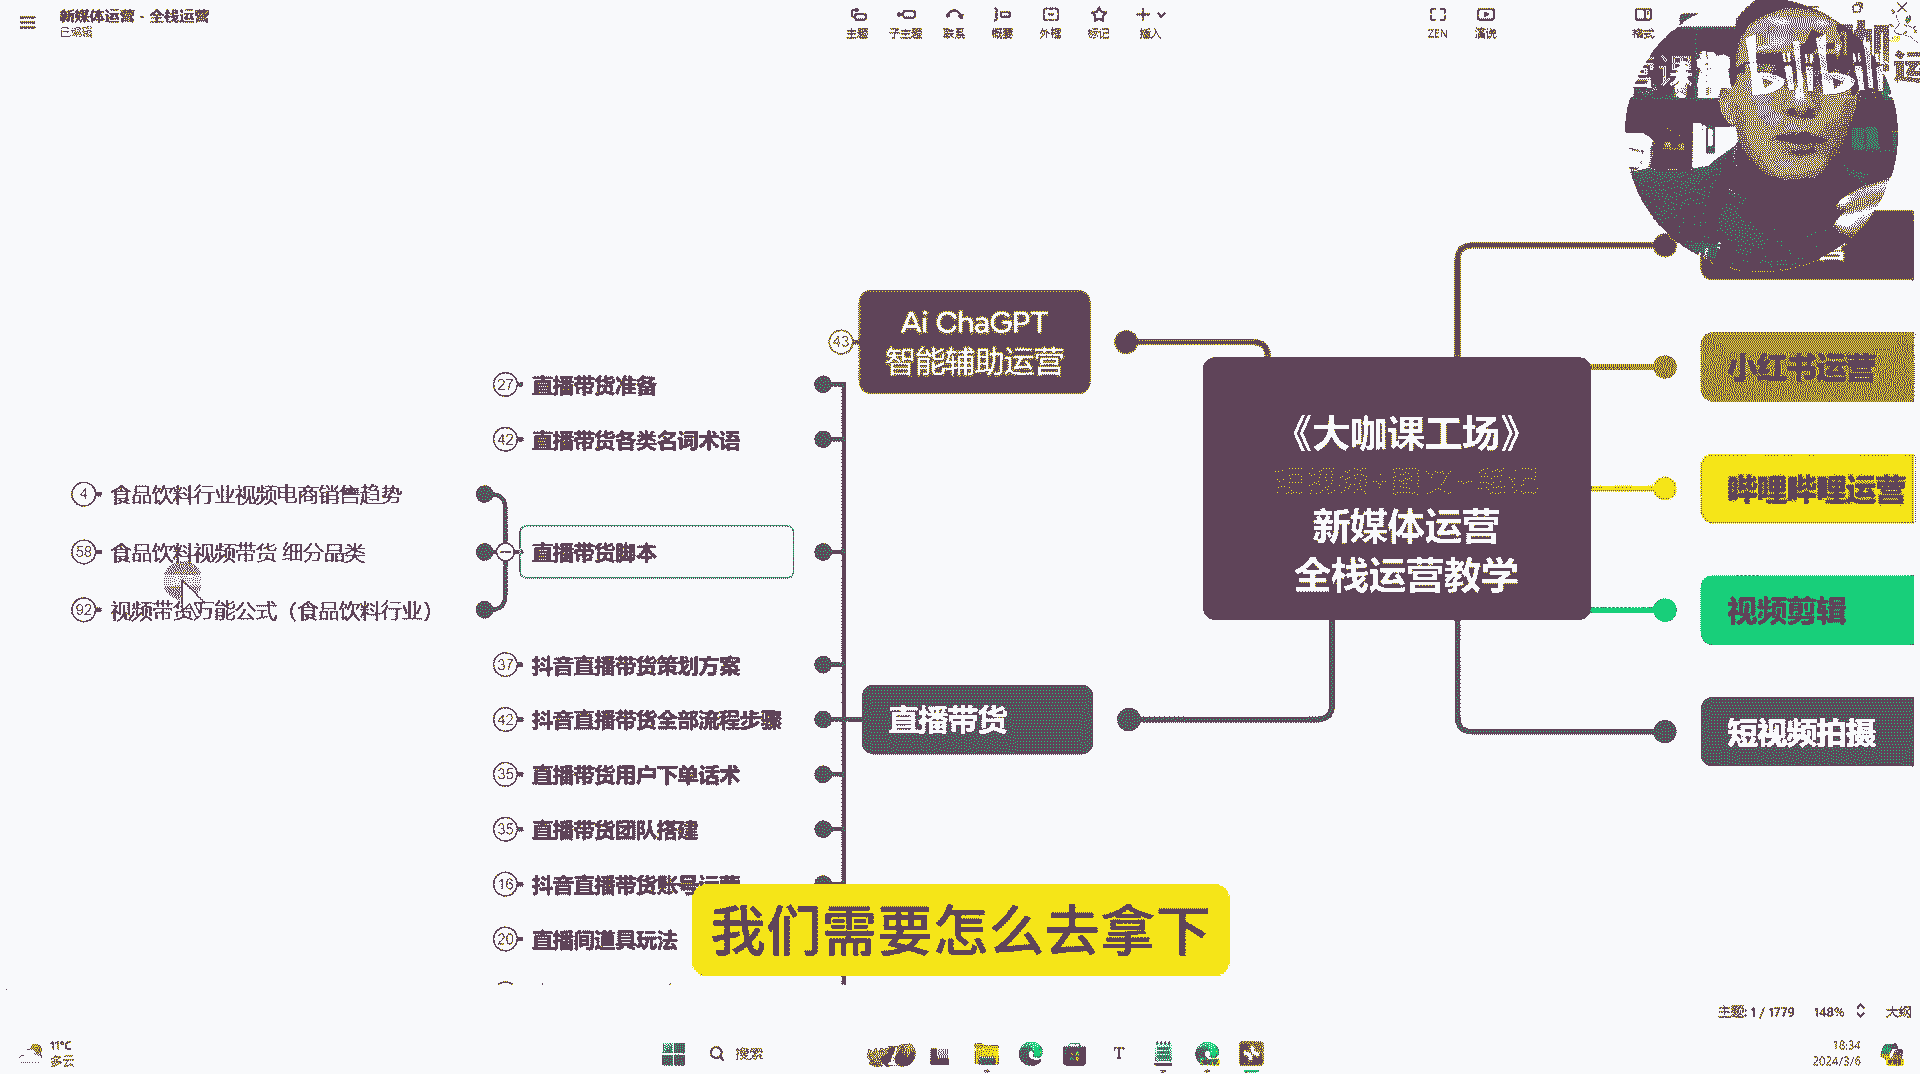 新媒体运营 - 全栈运营
已编辑
主题
子主题
联系
概要
外框
标记
插入
ZEN
演说
格式
bilibili
运
营课
Ai ChaGPT
智能辅助运营
43
27 直播带货准备
42 直播带货各类名词术语
4 食品饮料行业视频电商销售趋势
58 食品饮料视频带货 细分品类
92 视频带货万能公式（食品饮料行业）
直播带货脚本
37 抖音直播带货策划方案
42 抖音直播带货全部流程步骤
35 直播带货用户下单话术
35 直播带货团队搭建
16 抖音直播带货账号运营
20 直播间道具玩法
直播带货
《大咖课工场》
短视频~图文~笔记
新媒体运营
全栈运营教学
小红书运营
哔哩哔哩运营
视频剪辑
短视频拍摄
我们需要怎么去拿下
主题: 1 / 1779
148%
大纲
11°C
多云
搜索
18:34
2024/3/6